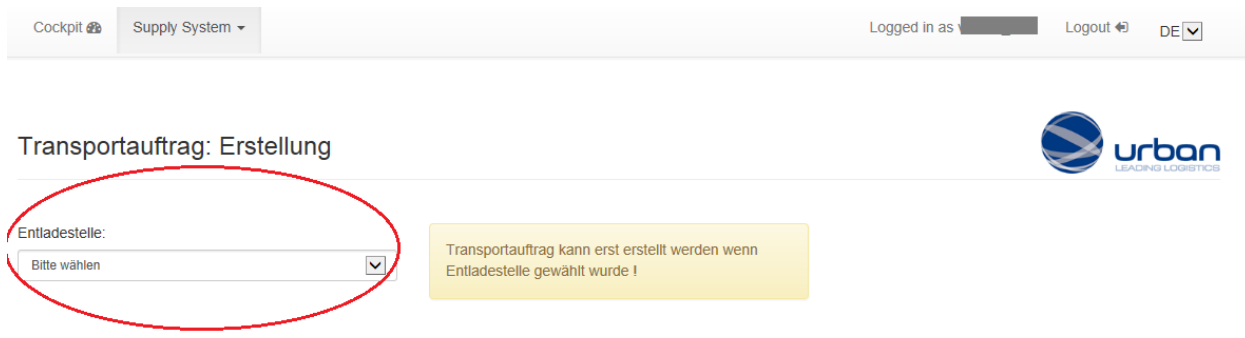 Cockpit Supply System Logged in as Logout DE
Transportauftrag: Erstellung
urban
LEADING LOGISTICS
Entladestelle:
Bitte wählen
Transportauftrag kann erst erstellt werden wenn
Entladestelle gewählt wurde !